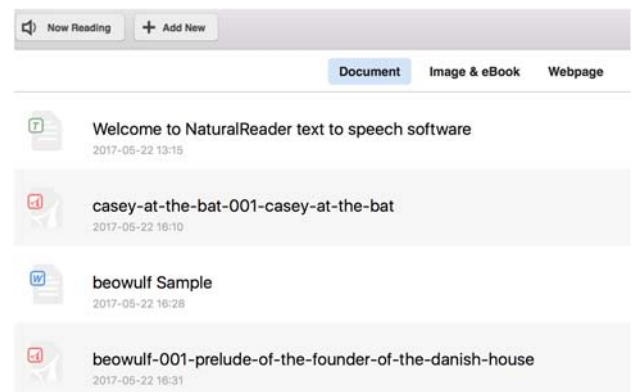 Now Reading
Add New
Document Image & eBook Webpage
T
Welcome to NaturalReader text to speech software
2017-05-22 13:15
casey-at-the-bat-001-casey-at-the-bat
2017-05-22 16:10
W
beowulf Sample
2017-05-22 16:28
beowulf-001-prelude-of-the-founder-of-the-danish-house
2017-05-22 16:31